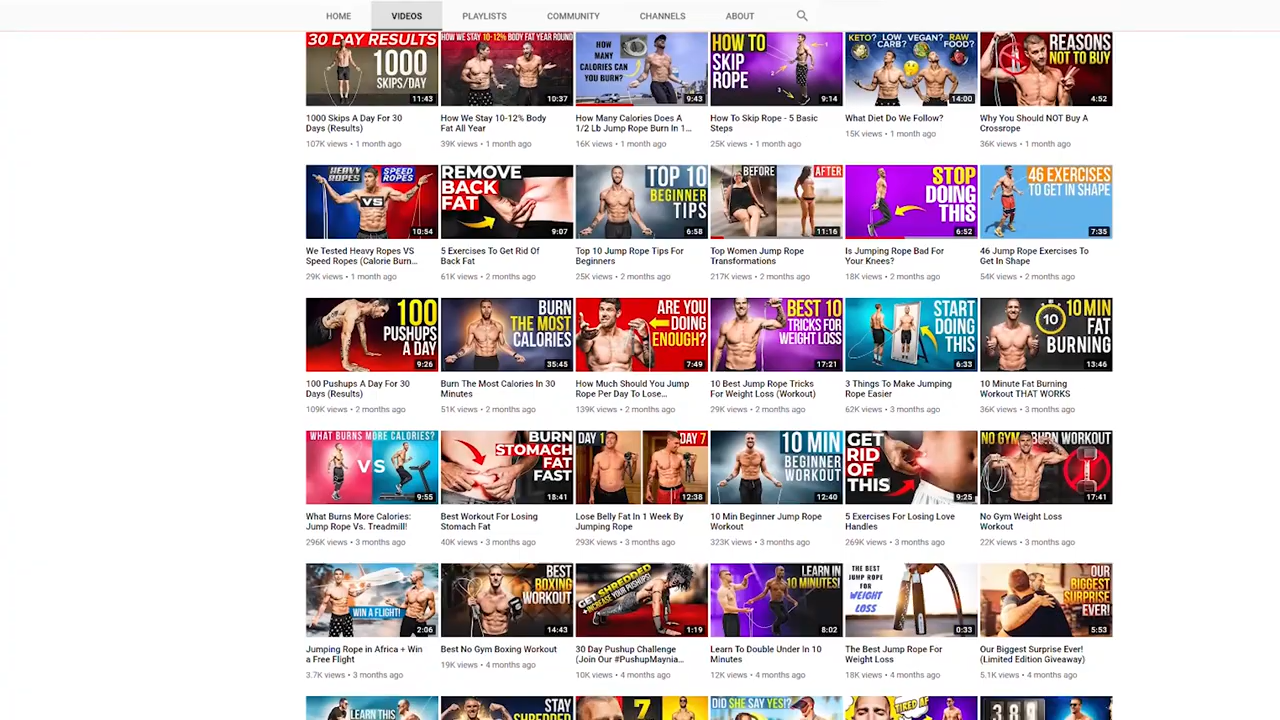 HOME VIDEOS PLAYLISTS COMMUNITY CHANNELS ABOUT
30 DAY RESULTS
1000
SKIPS/DAY
11:43
HOW WE STAY 10-12% BODY FAT YEAR ROUND
10:37
HOW
MANY
CALORIES CAN
YOU BURN?
9:43
HOW TO
SKIP
ROPE
9:14
KETO? LOW CARB? VEGAN? RAW FOOD?
14:00
REASONS
NOT TO BUY
4:52
1000 Skips A Day For 30
Days (Results)
107K views • 1 month ago
How We Stay 10-12% Body
Fat All Year
39K views • 1 month ago
How Many Calories Does A
1/2 Lb Jump Rope Burn In 1...
16K views • 1 month ago
How To Skip Rope - 5 Basic
Steps
25K views • 1 month ago
What Diet Do We Follow?
15K views • 1 month ago
Why You Should NOT Buy A
Crossrope
36K views • 1 month ago
HEAVY
ROPES
VS
SPEED
ROPES
10:54
REMOVE
BACK
FAT
9:07
TOP 10
BEGINNER
TIPS
6:58
BEFORE
AFTER
11:16
STOP
DOING
THIS
6:52
46 EXERCISES
TO GET IN SHAPE
7:35
We Tested Heavy Ropes VS
Speed Ropes (Calorie Burn...
29K views • 1 month ago
5 Exercises To Get Rid Of
Back Fat
61K views • 2 months ago
Top 10 Jump Rope Tips For
Beginners
25K views • 2 months ago
Top Women Jump Rope
Transformations
217K views • 2 months ago
Is Jumping Rope Bad For
Your Knees?
18K views • 2 months ago
46 Jump Rope Exercises To
Get In Shape
54K views • 2 months ago
100
PUSHUPS
A DAY
9:26
BURN
THE MOST
CALORIES
35:45
ARE YOU
DOING
ENOUGH?
7:49
BEST 10
TRICKS FOR
WEIGHT LOSS
17:21
START
DOING
THIS
6:33
10
10 MIN
FAT
BURNING
13:46
100 Pushups A Day For 30
Days (Results)
109K views • 2 months ago
Burn The Most Calories In 30
Minutes
51K views • 2 months ago
How Much Should You Jump
Rope Per Day To Lose...
139K views • 2 months ago
10 Best Jump Rope Tricks
For Weight Loss (Workout)
29K views • 2 months ago
3 Things To Make Jumping
Rope Easier
62K views • 3 months ago
10 Minute Fat Burning
Workout THAT WORKS
36K views • 3 months ago
WHAT BURNS MORE CALORIES?
VS
9:55
BURN
STOMACH
FAT
FAST
18:41
DAY 1
DAY 7
12:38
10 MIN
BEGINNER
WORKOUT
12:40
GET
RID
OF
THIS
9:25
NO GYM BURN WORKOUT
17:41
What Burns More Calories:
Jump Rope Vs. Treadmill!
296K views • 3 months ago
Best Workout For Losing
Stomach Fat
40K views • 3 months ago
Lose Belly Fat In 1 Week By
Jumping Rope
293K views • 3 months ago
10 Min Beginner Jump Rope
Workout
323K views • 3 months ago
5 Exercises For Losing Love
Handles
269K views • 3 months ago
No Gym Weight Loss
Workout
22K views • 3 months ago
WIN A FLIGHT!
2:06
BEST
BOXING
WORKOUT
14:43
GET SHREDDED
+INCREASE YOUR PUSHUPS!
1:19
LEARN IN
10 MINUTES!
8:02
THE BEST
JUMP ROPE
FOR
WEIGHT
LOSS
0:33
OUR
BIGGEST
SURPRISE
EVER!
5:53
Jumping Rope in Africa + Win
a Free Flight
3.7K views • 3 months ago
Best No Gym Boxing Workout
19K views • 4 months ago
30 Day Pushup Challenge
(Join Our #PushupMaynia...
10K views • 4 months ago
Learn To Double Under In 10
Minutes
12K views • 4 months ago
The Best Jump Rope For
Weight Loss
18K views • 4 months ago
Our Biggest Surprise Ever!
(Limited Edition Giveaway)
5.1K views • 4 months ago
LEARN THIS
STAY
SHREDDED
7
DID SHE SAY YES!?
TIRED AF
389